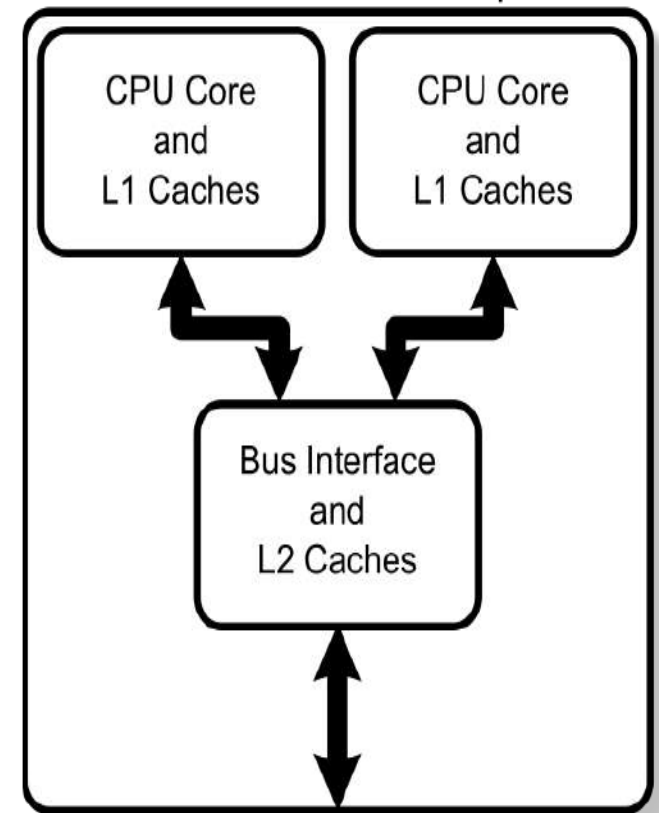 CPU Core
and
L1 Caches
CPU Core
and
L1 Caches
Bus Interface
and
L2 Caches